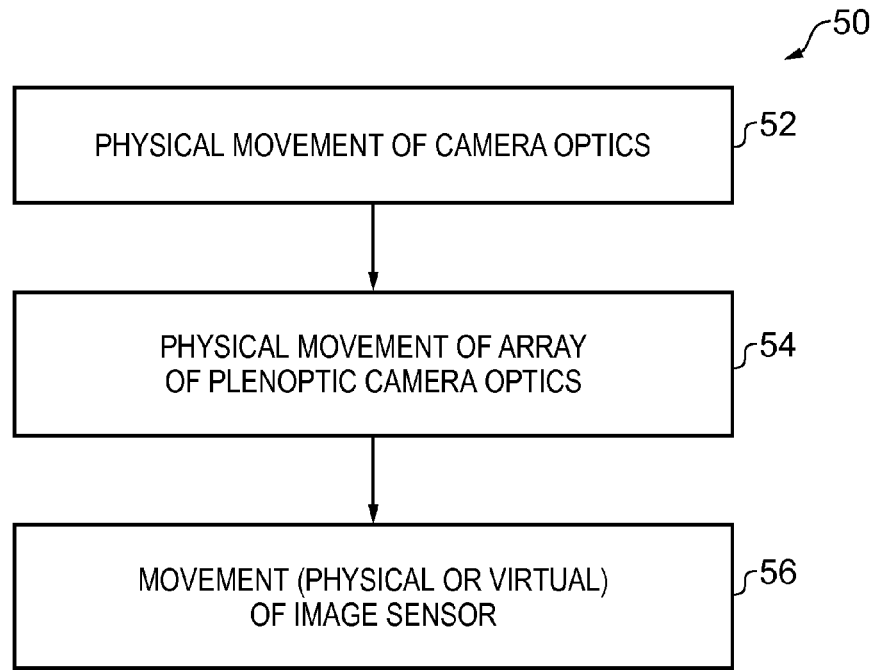 50
PHYSICAL MOVEMENT OF CAMERA OPTICS
52
PHYSICAL MOVEMENT OF ARRAY
OF PLENOPTIC CAMERA OPTICS
54
MOVEMENT (PHYSICAL OR VIRTUAL)
OF IMAGE SENSOR
56